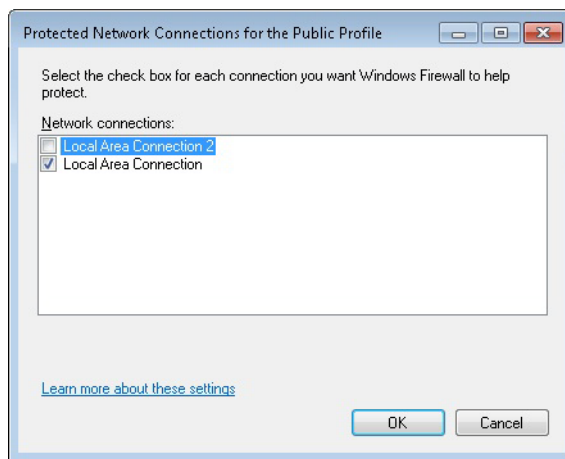 Protected Network Connections for the Public Profile
Select the check box for each connection you want Windows Firewall to help
protect.
Network connections:
Local Area Connection 2
Local Area Connection
Learn more about these settings
OK
Cancel